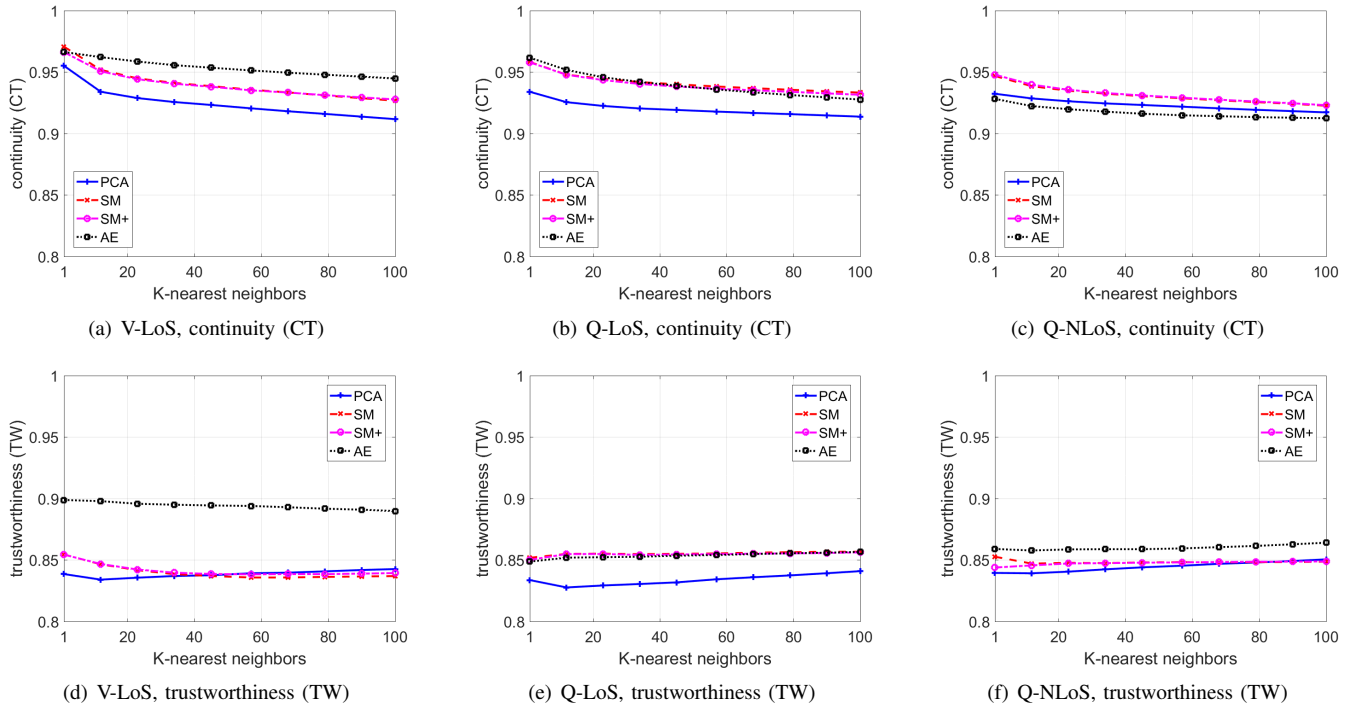 1
0.95
0.9
0.85
0.8
continuity (CT)
PCA
SM
SM+
AE
1 20 40 60 80 100
K-nearest neighbors
(a) V-LoS, continuity (CT)
1
0.95
0.9
0.85
0.8
continuity (CT)
PCA
SM
SM+
AE
1 20 40 60 80 100
K-nearest neighbors
(b) Q-LoS, continuity (CT)
1
0.95
0.9
0.85
0.8
continuity (CT)
PCA
SM
SM+
AE
1 20 40 60 80 100
K-nearest neighbors
(c) Q-NLoS, continuity (CT)
1
0.95
0.9
0.85
0.8
trustworthiness (TW)
PCA
SM
SM+
AE
1 20 40 60 80 100
K-nearest neighbors
(d) V-LoS, trustworthiness (TW)
1
0.95
0.9
0.85
0.8
trustworthiness (TW)
PCA
SM
SM+
AE
1 20 40 60 80 100
K-nearest neighbors
(e) Q-LoS, trustworthiness (TW)
1
0.95
0.9
0.85
0.8
trustworthiness (TW)
PCA
SM
SM+
AE
1 20 40 60 80 100
K-nearest neighbors
(f) Q-NLoS, trustworthiness (TW)